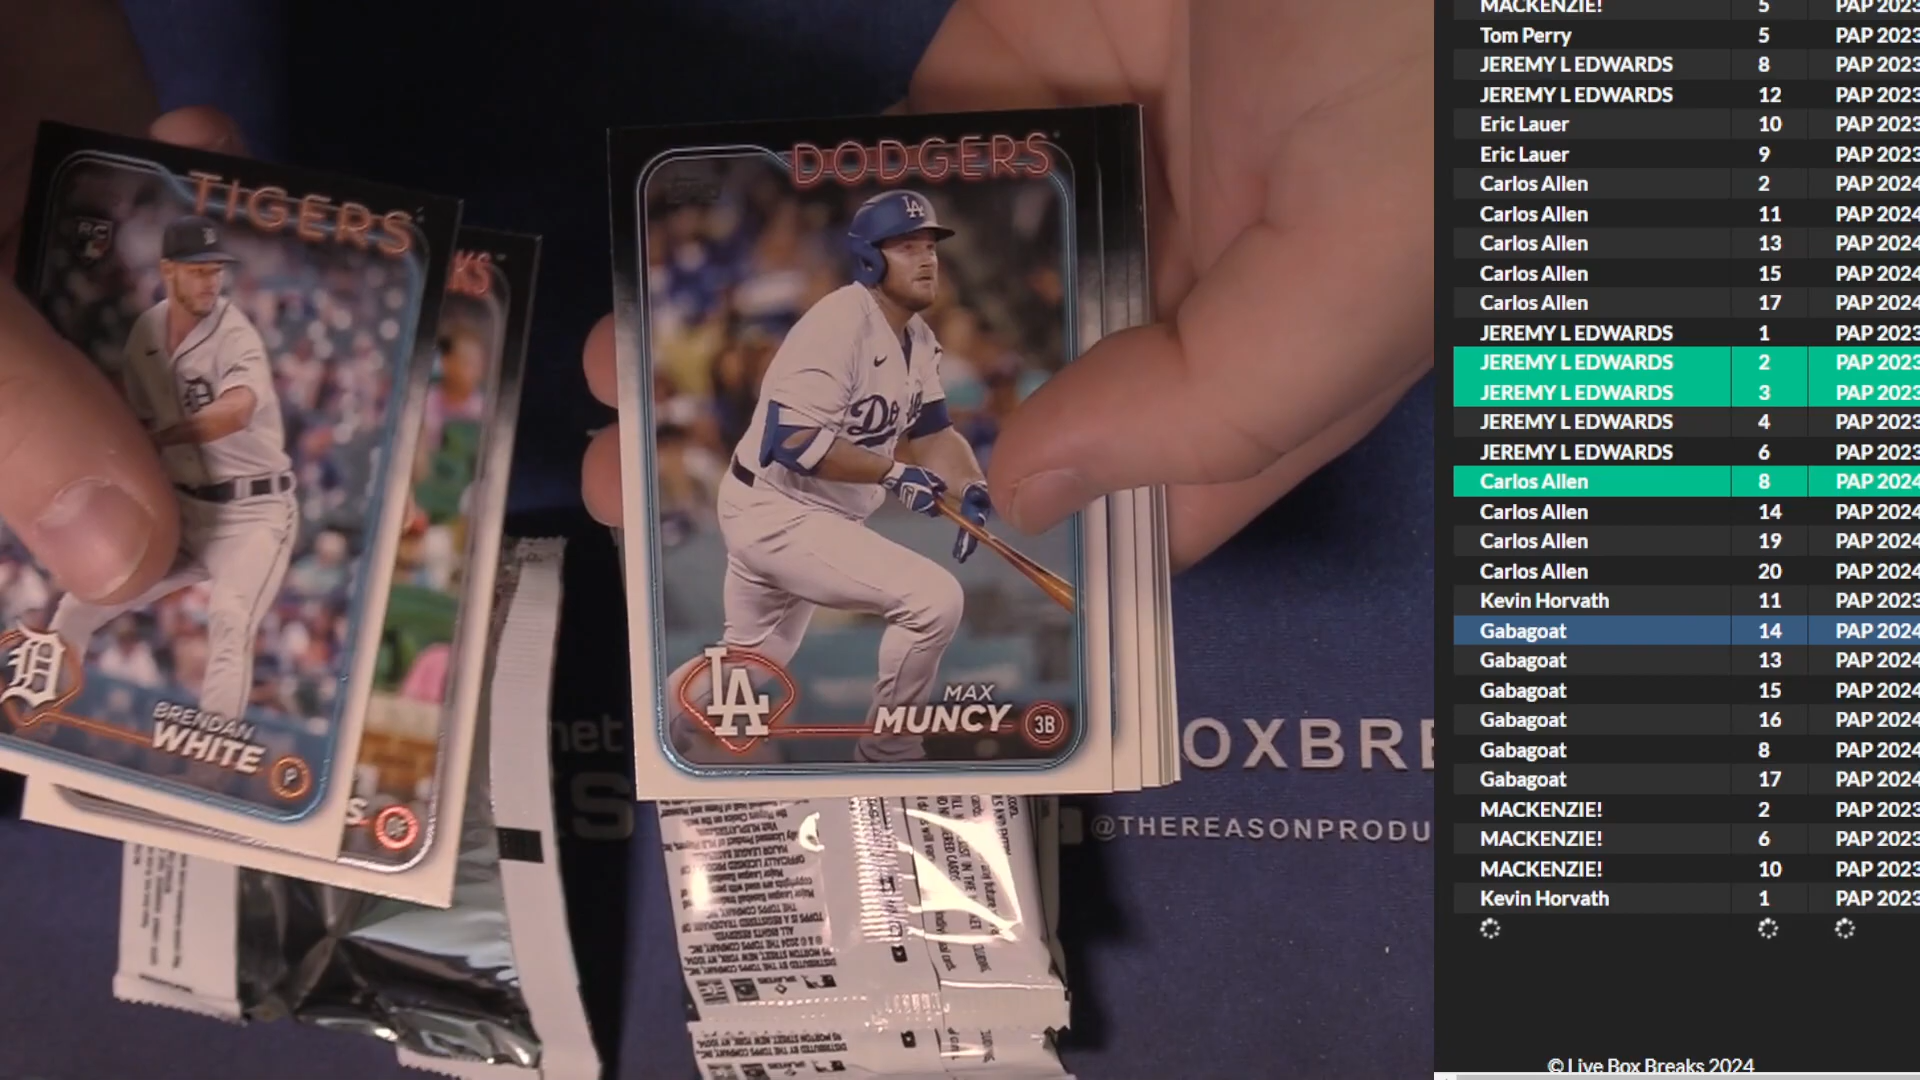 TIGERS
RC
BRENDAN
WHITE
P
KS
S
DODGERS
LA
Dodgers
LA
MAX
MUNCY
3B
net
S
OXBRE
@THEREASONPRODU
MACKENZIE! 5 PAP 2023
Tom Perry 5 PAP 2023
JEREMY L EDWARDS 8 PAP 2023
JEREMY L EDWARDS 12 PAP 2023
Eric Lauer 10 PAP 2023
Eric Lauer 9 PAP 2023
Carlos Allen 2 PAP 2024
Carlos Allen 11 PAP 2024
Carlos Allen 13 PAP 2024
Carlos Allen 15 PAP 2024
Carlos Allen 17 PAP 2024
JEREMY L EDWARDS 1 PAP 2023
JEREMY L EDWARDS 2 PAP 2023
JEREMY L EDWARDS 3 PAP 2023
JEREMY L EDWARDS 4 PAP 2023
JEREMY L EDWARDS 6 PAP 2023
Carlos Allen 8 PAP 2024
Carlos Allen 14 PAP 2024
Carlos Allen 19 PAP 2024
Carlos Allen 20 PAP 2024
Kevin Horvath 11 PAP 2023
Gabagoat 14 PAP 2024
Gabagoat 13 PAP 2024
Gabagoat 15 PAP 2024
Gabagoat 16 PAP 2024
Gabagoat 8 PAP 2024
Gabagoat 17 PAP 2024
MACKENZIE! 2 PAP 2023
MACKENZIE! 6 PAP 2023
MACKENZIE! 10 PAP 2023
Kevin Horvath 1 PAP 2023
© Live Box Breaks 2024